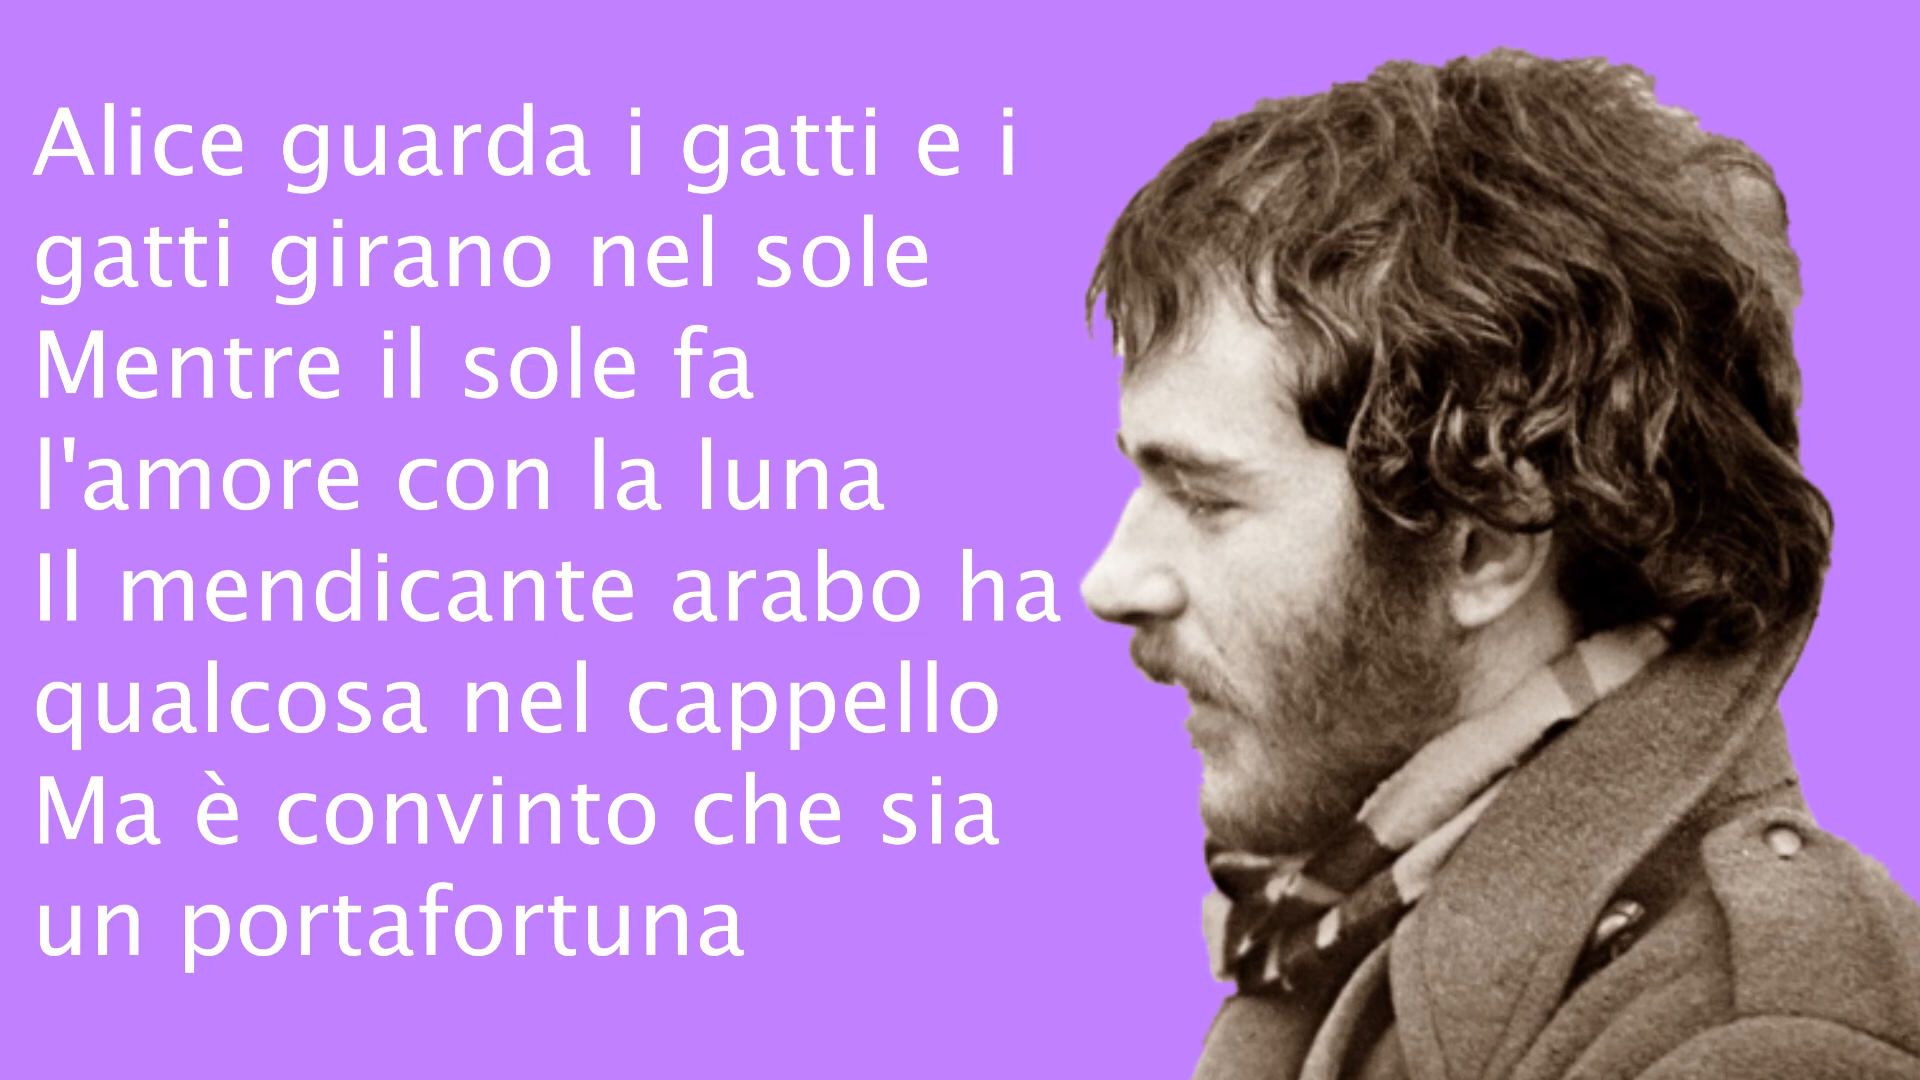 Alice guarda i gatti e i
gatti girano nel sole
Mentre il sole fa
l'amore con la luna
Il mendicante arabo ha
qualcosa nel cappello
Ma è convinto che sia
un portafortuna